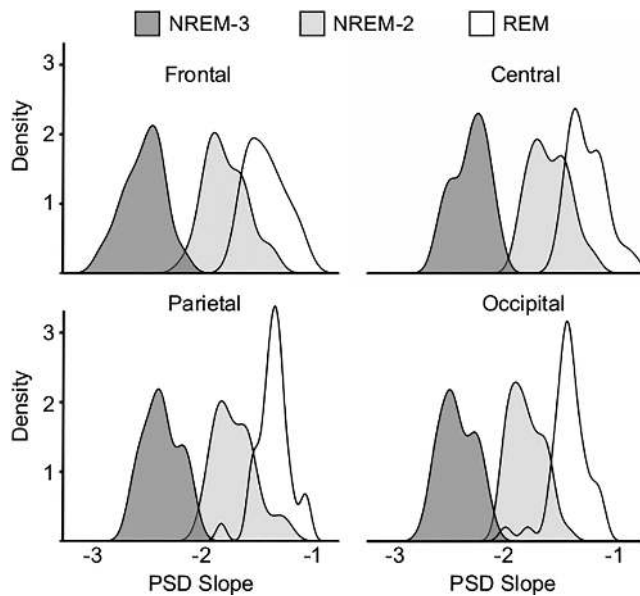 NREM-3 NREM-2 REM
Frontal Central
3
2
1
Density
Parietal Occipital
3
2
1
Density
-3 -2 -1 -3 -2 -1
PSD Slope PSD Slope